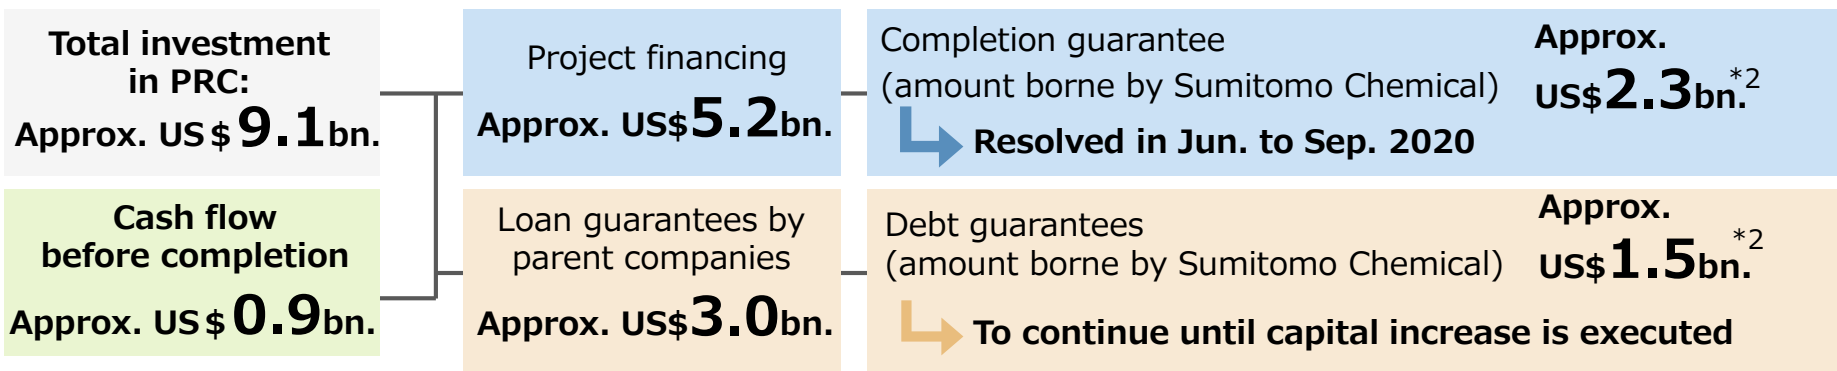 Total investment
in PRC:
Approx. US$9.1bn.
Cash flow
before completion
Approx. US$0.9bn.
Project financing
Approx. US$5.2bn.
Loan guarantees by
parent companies
Approx. US$3.0bn.
Completion guarantee
(amount borne by Sumitomo Chemical)
Approx.
US$2.3bn.*2
Resolved in Jun. to Sep. 2020
Debt guarantees
(amount borne by Sumitomo Chemical)
Approx.
US$1.5bn.*2
To continue until capital increase is executed